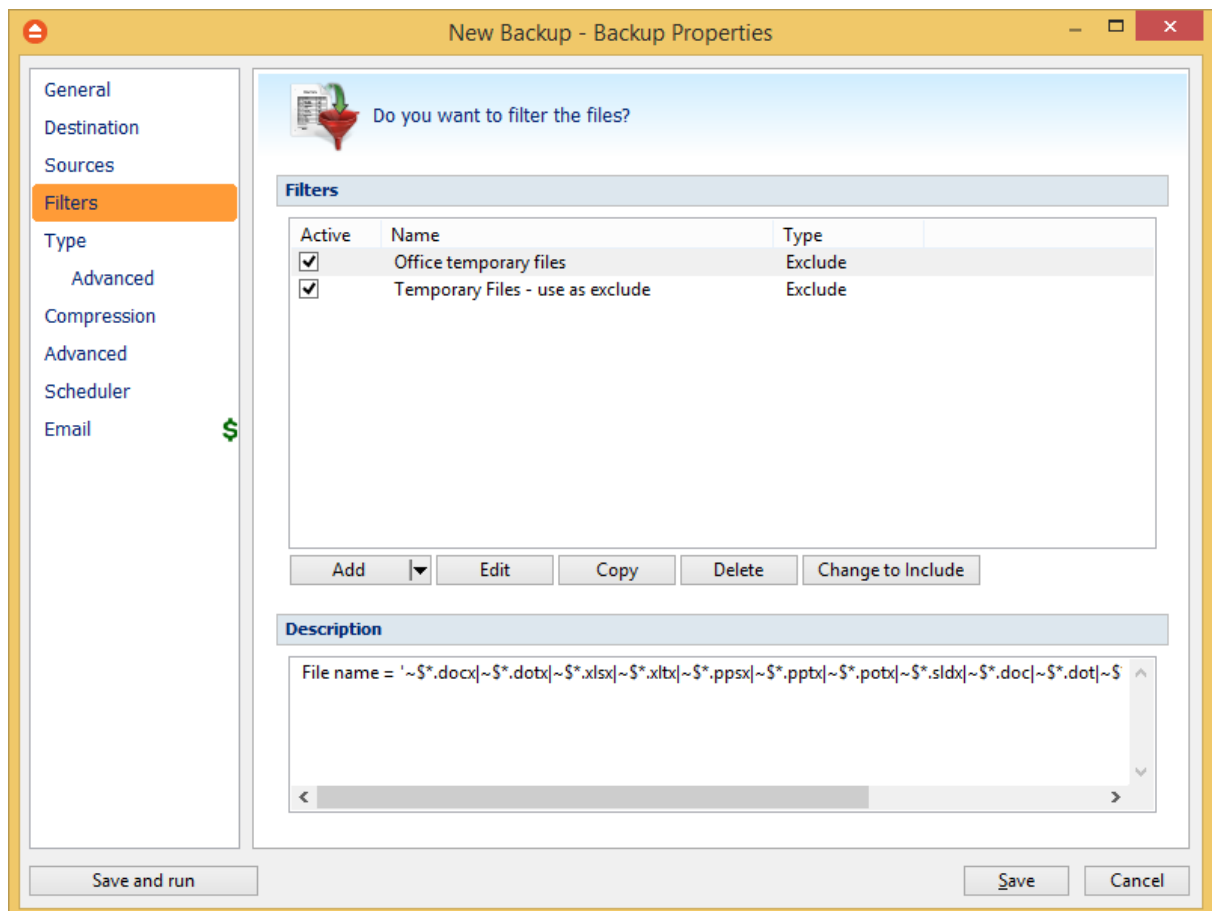 New Backup - Backup Properties
General
Destination
Sources
Filters
Type
Advanced
Compression
Advanced
Scheduler
Email $
Do you want to filter the files?
Filters
Active Name Type
Office temporary files Exclude
Temporary Files - use as exclude Exclude
Add Edit Copy Delete Change to Include
Description
File name = '~$*.docx|~$*.dotx|~$*.xlsx|~$*.xltx|~$*.ppsx|~$*.pptx|~$*.potx|~$*.sldx|~$*.doc|~$*.dot|~$
Save and run Save Cancel